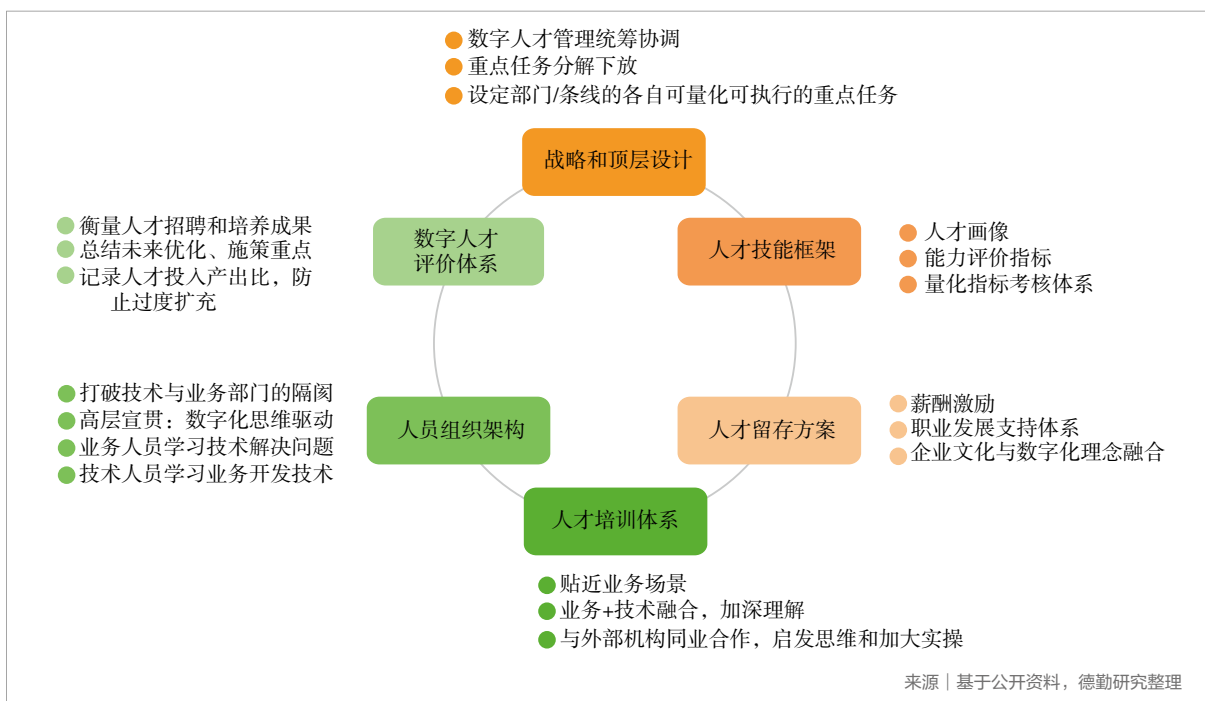 数字人才管理统筹协调
重点任务分解下放
设定部门/条线的各自可量化可执行的重点任务
战略和顶层设计
人才技能框架
人才画像
能力评价指标
量化指标考核体系
人才留存方案
薪酬激励
职业发展支持体系
企业文化与数字化理念融合
人才培训体系
贴近业务场景
业务+技术融合，加深理解
与外部机构同业合作，启发思维和加大实操
人员组织架构
打破技术与业务部门的隔阂
高层宣贯：数字化思维驱动
业务人员学习技术解决问题
技术人员学习业务开发技术
数字人才
评价体系
衡量人才招聘和培养成果
总结未来优化、施策重点
记录人才投入产出比，防
止过度扩充
来源｜基于公开资料，德勤研究整理